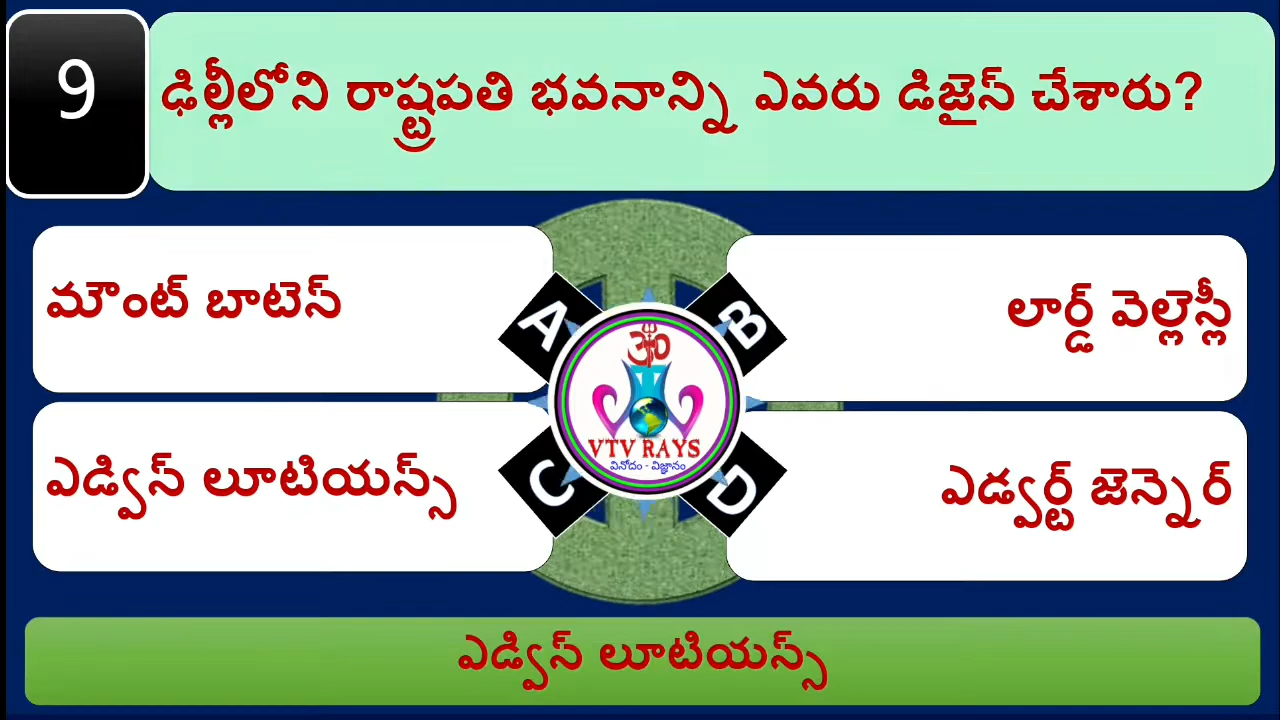 9
ఢిల్లీలోని రాష్ట్రపతి భవనాన్ని ఎవరు డిజైన్ చేశారు?
మౌంట్ బాటెన్
A
B
లార్డ్ వెల్లెస్లీ
ఎడ్విన్ లూటియన్స్
C
D
ఎడ్వర్ట్ జెన్నెర్
ॐ
VTV RAYS
వినోదం - విజ్ఞానం
ఎడ్విన్ లూటియన్స్